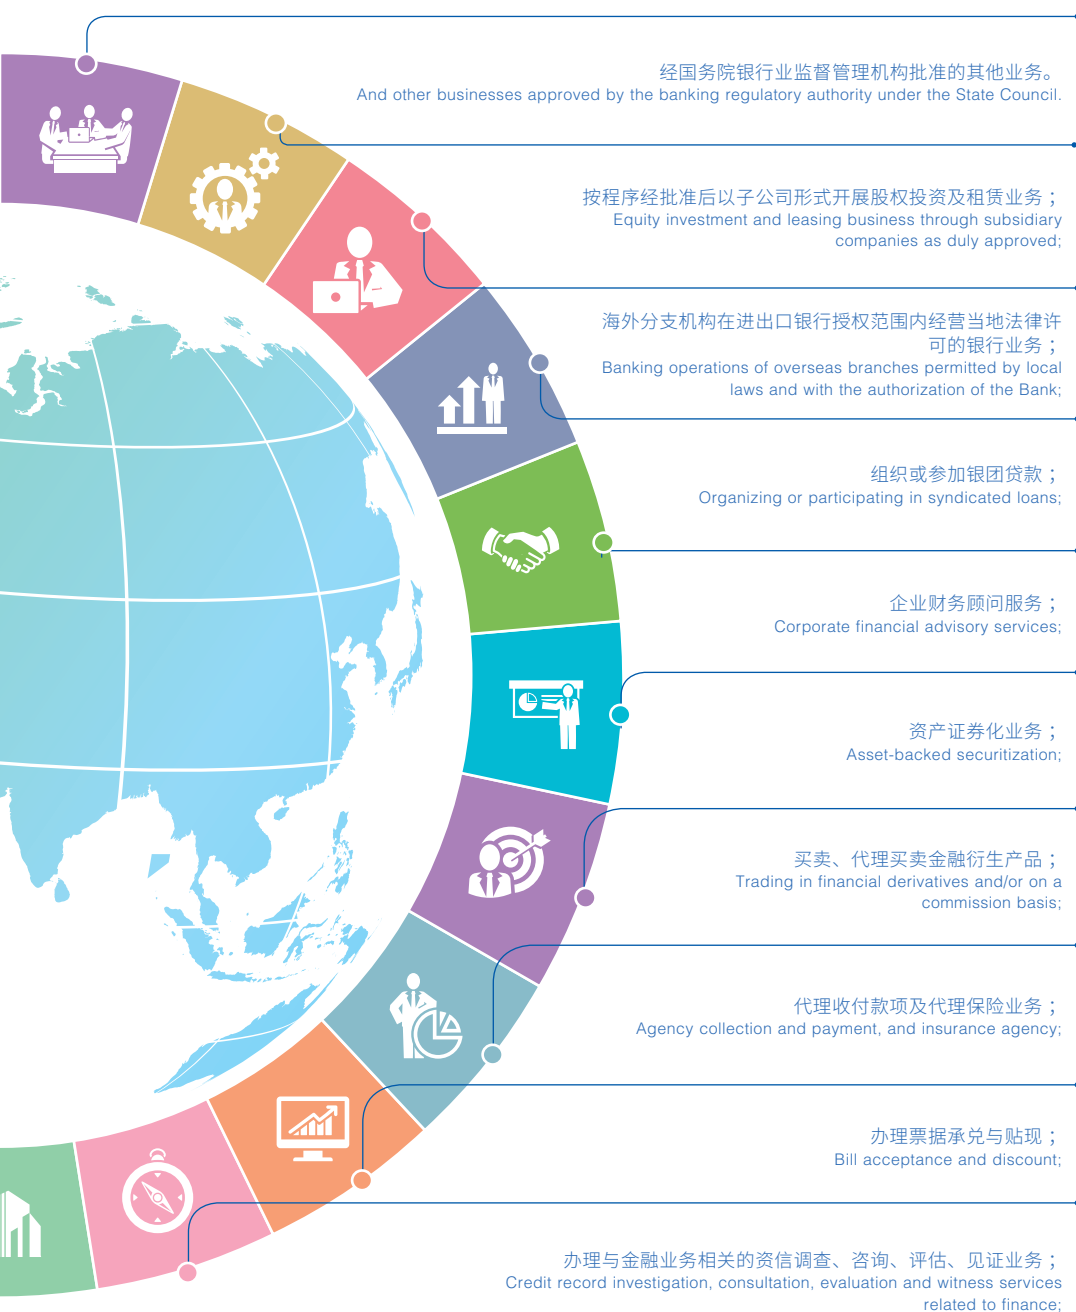 经国务院银行业监督管理机构批准的其他业务。
And other businesses approved by the banking regulatory authority under the State Council.
按程序经批准后以子公司形式开展股权投资及租赁业务；
Equity investment and leasing business through subsidiary
companies as duly approved;
海外分支机构在进出口银行授权范围内经营当地法律许
可的银行业务；
Banking operations of overseas branches permitted by local
laws and with the authorization of the Bank;
组织或参加银团贷款；
Organizing or participating in syndicated loans;
企业财务顾问服务；
Corporate financial advisory services;
资产证券化业务；
Asset-backed securitization;
买卖、代理买卖金融衍生产品；
Trading in financial derivatives and/or on a
commission basis;
代理收付款项及代理保险业务；
Agency collection and payment, and insurance agency;
办理票据承兑与贴现；
Bill acceptance and discount;
办理与金融业务相关的资信调查、咨询、评估、见证业务；
Credit record investigation, consultation, evaluation and witness services
related to finance;